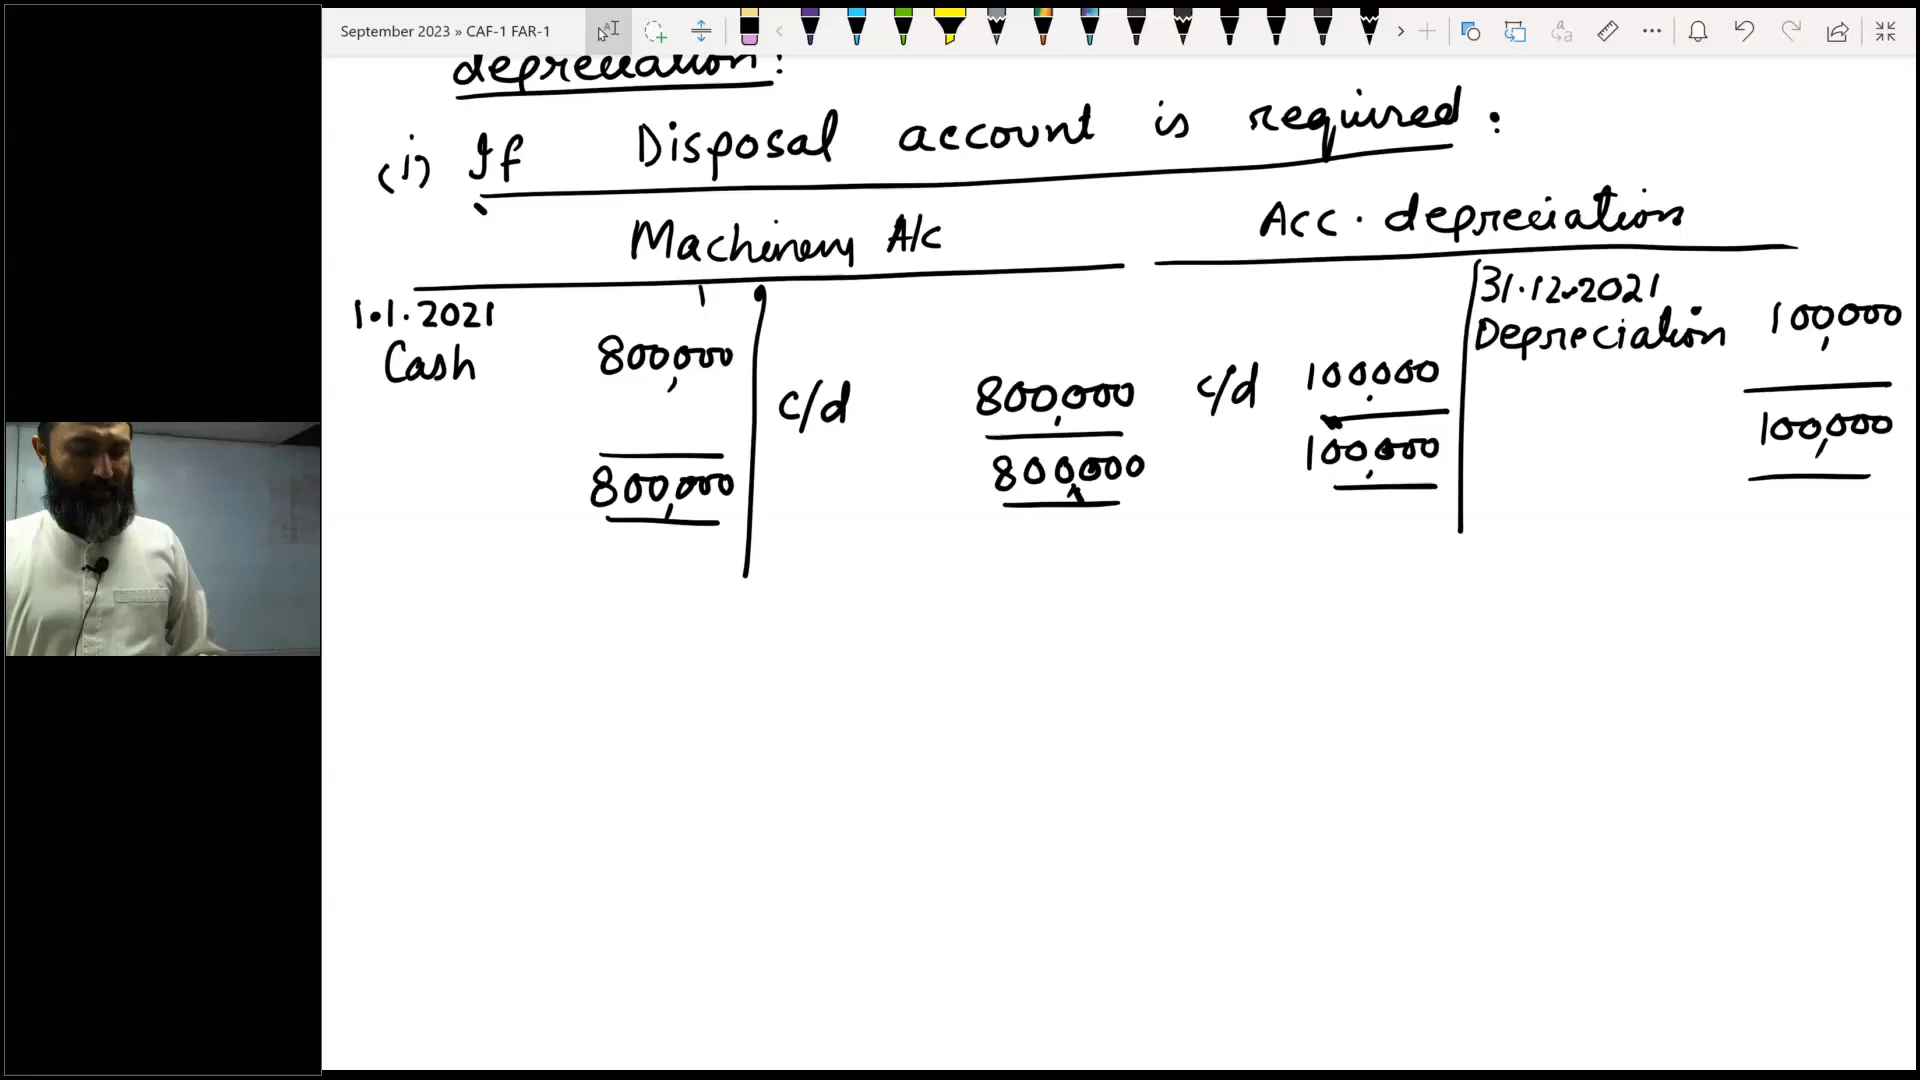 September 2023 » CAF-1 FAR-1
depreciation:
(i) If Disposal account is required:
Machinery A/c
1.1.2021
Cash 800,000
c/d 800,000
800,000 800,000
Acc. depreciation
31.12.2021
Depreciation 100,000
c/d 100,000
100,000 100,000